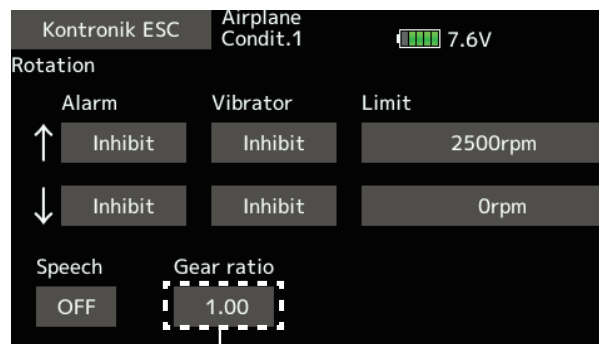 Kontronik ESC Airplane
Condit.1 7.6V
Rotation
Alarm Vibrator Limit
↑ Inhibit Inhibit 2500rpm
↓ Inhibit Inhibit 0rpm
Speech Gear ratio
OFF 1.00